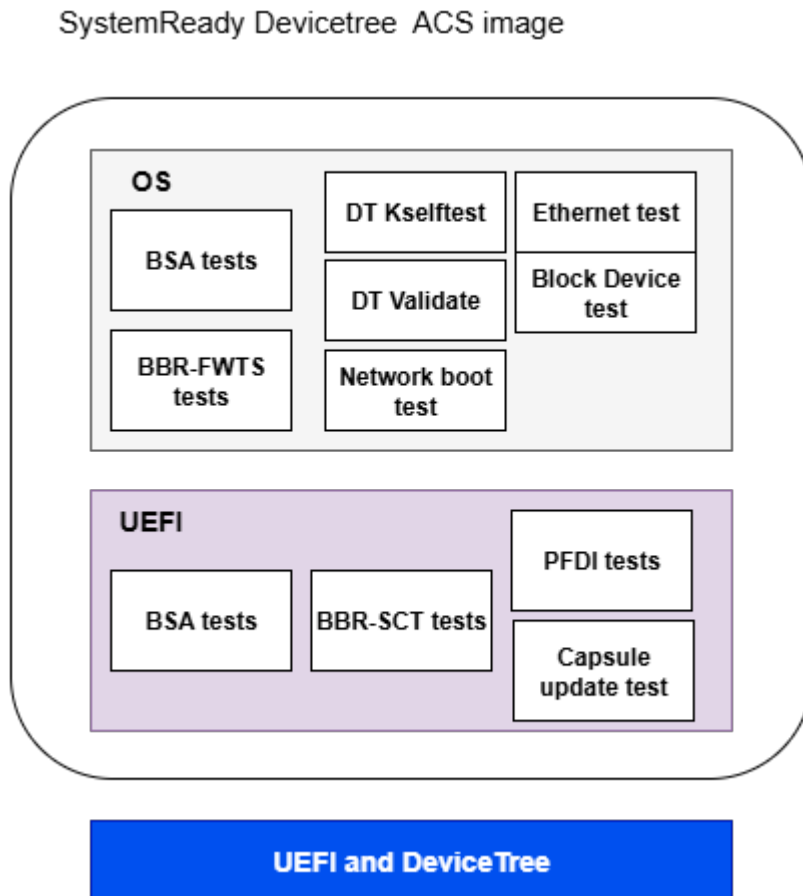 SystemReady Devicetree ACS image
OS
BSA tests
BBR-FWTS
tests
DT Kselftest
DT Validate
Network boot
test
Ethernet test
Block Device
test
UEFI
BSA tests
BBR-SCT tests
PFDI tests
Capsule
update test
UEFI and DeviceTree